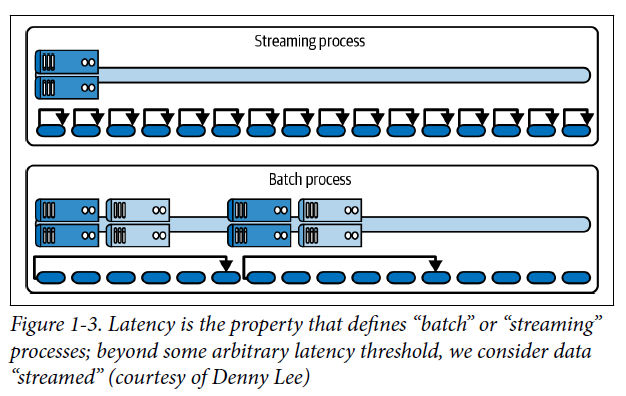 Streaming process
Batch process
Figure 1-3. Latency is the property that defines “batch” or “streaming”
processes; beyond some arbitrary latency threshold, we consider data
“streamed” (courtesy of Denny Lee)